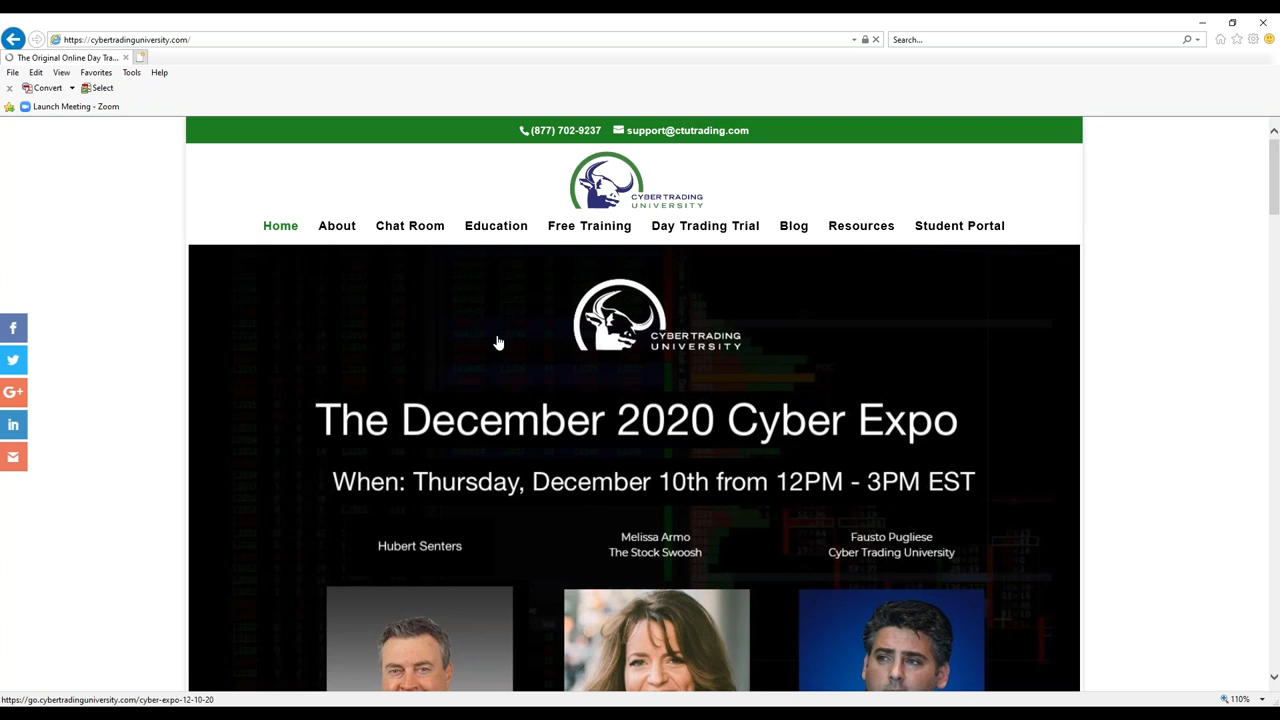 https://cybertradinguniversity.com/
Search...
The Original Online Day Tra...
File Edit View Favorites Tools Help
Convert Select
Launch Meeting - Zoom
(877) 702-9237 support@ctutrading.com
CYBERTRADING
UNIVERSITY
Home About Chat Room Education Free Training Day Trading Trial Blog Resources Student Portal
CYBERTRADING
UNIVERSITY
The December 2020 Cyber Expo
When: Thursday, December 10th from 12PM - 3PM EST
Hubert Senters
Melissa Armo
The Stock Swoosh
Fausto Pugliese
Cyber Trading University
f
G+
in
https://go.cybertradinguniversity.com/cyber-expo-12-10-20
110%